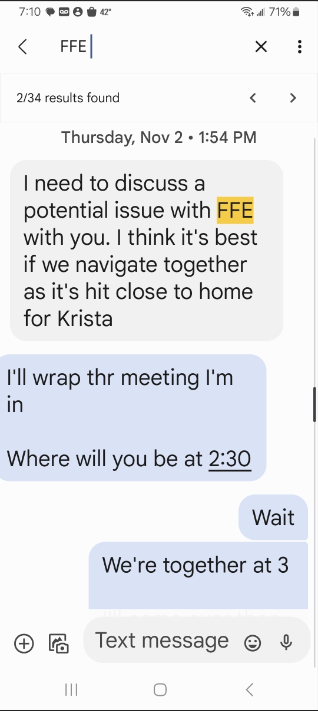 7:10 42° 71%
FFE
2/34 results found
Thursday, Nov 2 • 1:54 PM
I need to discuss a
potential issue with FFE
with you. I think it's best
if we navigate together
as it's hit close to home
for Krista
I'll wrap thr meeting I'm
in
Where will you be at 2:30
Wait
We're together at 3
Text message